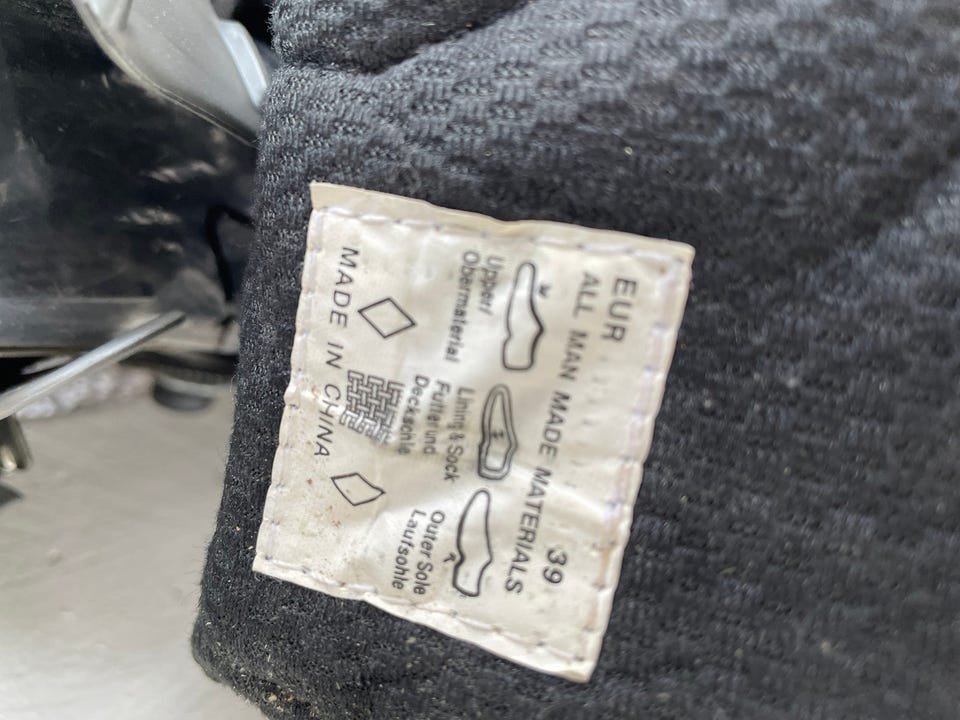 EUR 39
ALL MAN MADE MATERIALS
Upper/
Obermaterial
Lining & Sock
Futter und
Decksohle
Outer Sole
Laufsohle
MADE IN CHINA